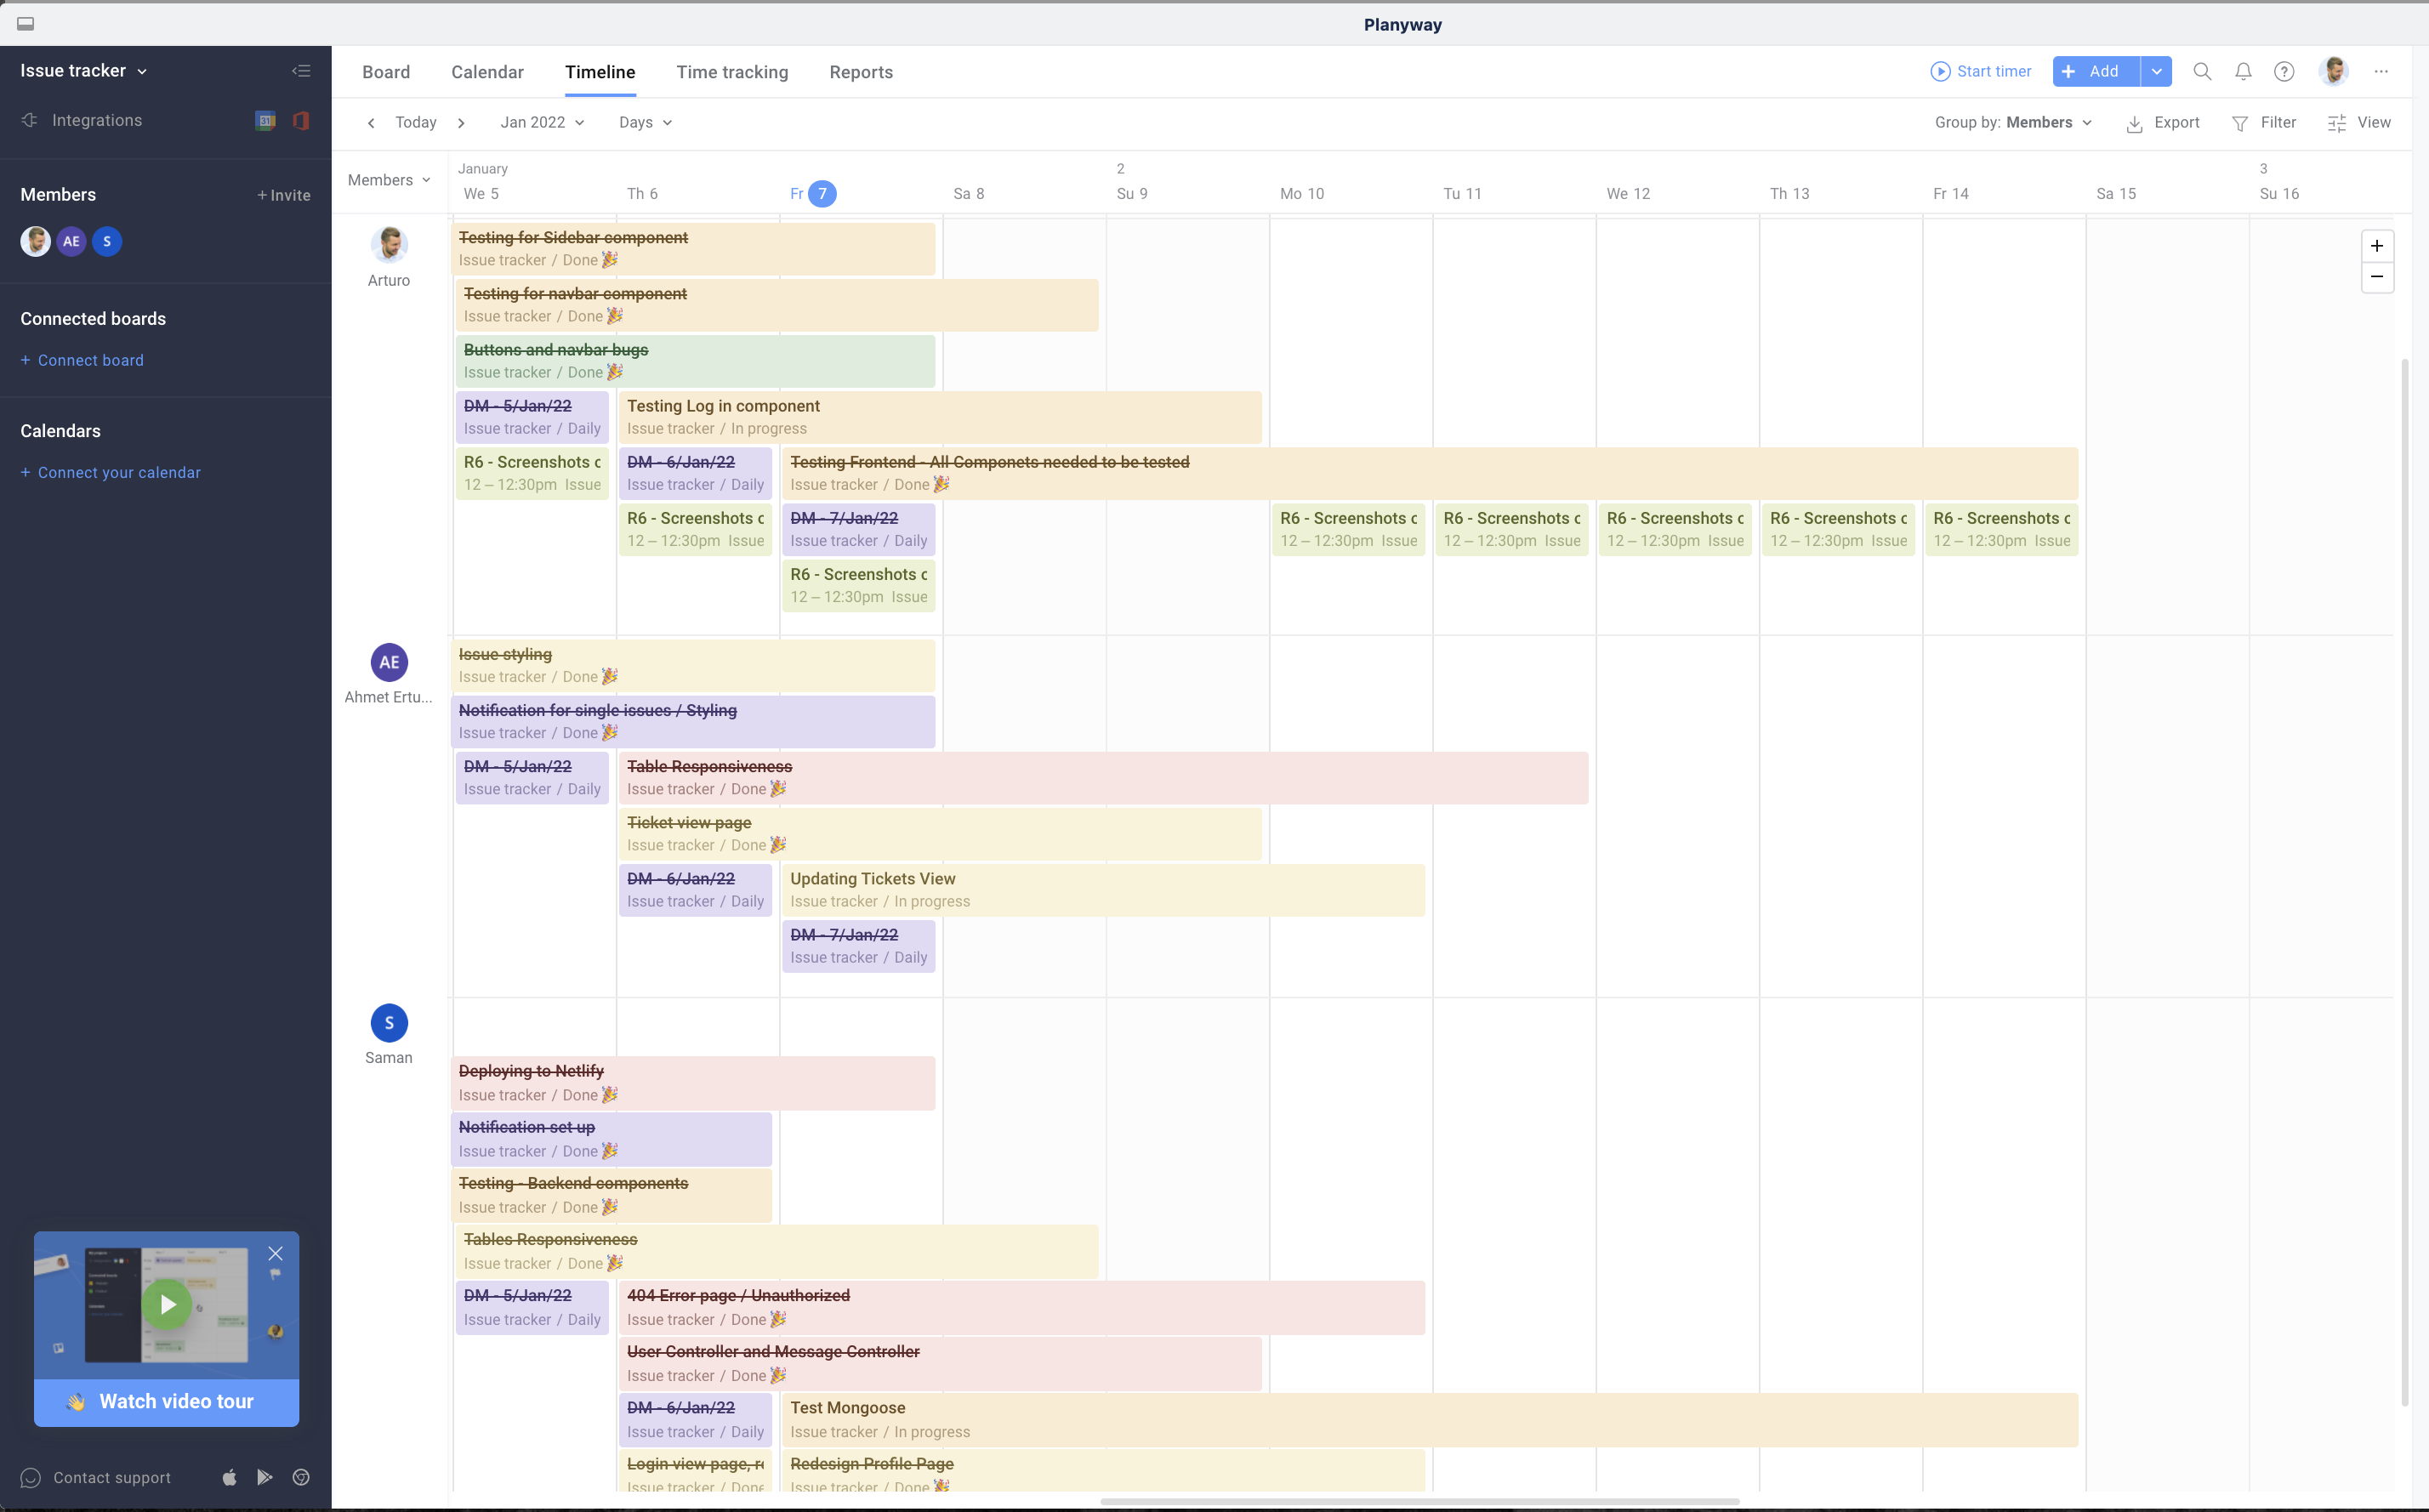 Planyway
Issue tracker
Integrations
31
Members
+ Invite
AE
S
Connected boards
+ Connect board
Calendars
+ Connect your calendar
Watch video tour
Contact support
Board Calendar Timeline Time tracking Reports
Start timer
+ Add
Today Jan 2022 Days
Group by: Members Export Filter View
Members
January 2 3
We 5 Th 6 Fr 7 Sa 8 Su 9 Mo 10 Tu 11 We 12 Th 13 Fr 14 Sa 15 Su 16
Arturo
Testing for Sidebar component
Issue tracker / Done 🎉
Testing for navbar component
Issue tracker / Done 🎉
Buttons and navbar bugs
Issue tracker / Done 🎉
DM - 5/Jan/22 Testing Log in component
Issue tracker / Daily Issue tracker / In progress
R6 - Screenshots c DM - 6/Jan/22 Testing Frontend - All Componets needed to be tested
12 – 12:30pm Issue Issue tracker / Daily Issue tracker / Done 🎉
R6 - Screenshots c DM - 7/Jan/22 R6 - Screenshots c R6 - Screenshots c R6 - Screenshots c R6 - Screenshots c R6 - Screenshots c
12 – 12:30pm Issue Issue tracker / Daily 12 – 12:30pm Issue 12 – 12:30pm Issue 12 – 12:30pm Issue 12 – 12:30pm Issue 12 – 12:30pm Issue
R6 - Screenshots c
12 – 12:30pm Issue
AE
Ahmet Ertu...
Issue styling
Issue tracker / Done 🎉
Notification for single issues / Styling
Issue tracker / Done 🎉
DM - 5/Jan/22 Table Responsiveness
Issue tracker / Daily Issue tracker / Done 🎉
Ticket view page
Issue tracker / Done 🎉
DM - 6/Jan/22 Updating Tickets View
Issue tracker / Daily Issue tracker / In progress
DM - 7/Jan/22
Issue tracker / Daily
S
Saman
Deploying to Netlify
Issue tracker / Done 🎉
Notification set up
Issue tracker / Done 🎉
Testing - Backend components
Issue tracker / Done 🎉
Tables Responsiveness
Issue tracker / Done 🎉
DM - 5/Jan/22 404 Error page / Unauthorized
Issue tracker / Daily Issue tracker / Done 🎉
User Controller and Message Controller
Issue tracker / Done 🎉
DM - 6/Jan/22 Test Mongoose
Issue tracker / Daily Issue tracker / In progress
Login view page, re Redesign Profile Page
Issue tracker / Done Issue tracker / Done 🎉